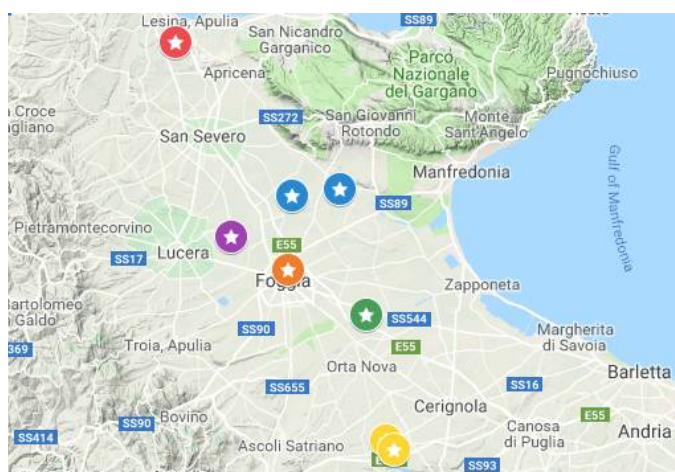 SS89
Lesina, Apulia
San Nicandro
Garganico
Parco
Nazionale
del Gargano
Pugnochiuso
Apricena
a Croce
agliano
SS272
San Giovanni
Rotondo
Monte
Sant'Angelo
San Severo
Manfredonia
Gulf of Manfredonia
SS89
Pietramontecorvino
E55
Lucera
SS17
Foggia
Zapponeta
Bartolomeo
in Galdo
SS90
SS544
Margherita
di Savoia
369
Troia, Apulia
E55
Orta Nova
Barletta
SS655
SS16
Cerignola
Bovino
SS90
E55
Canosa
di Puglia
Andria
SS414
Ascoli Satriano
SS93